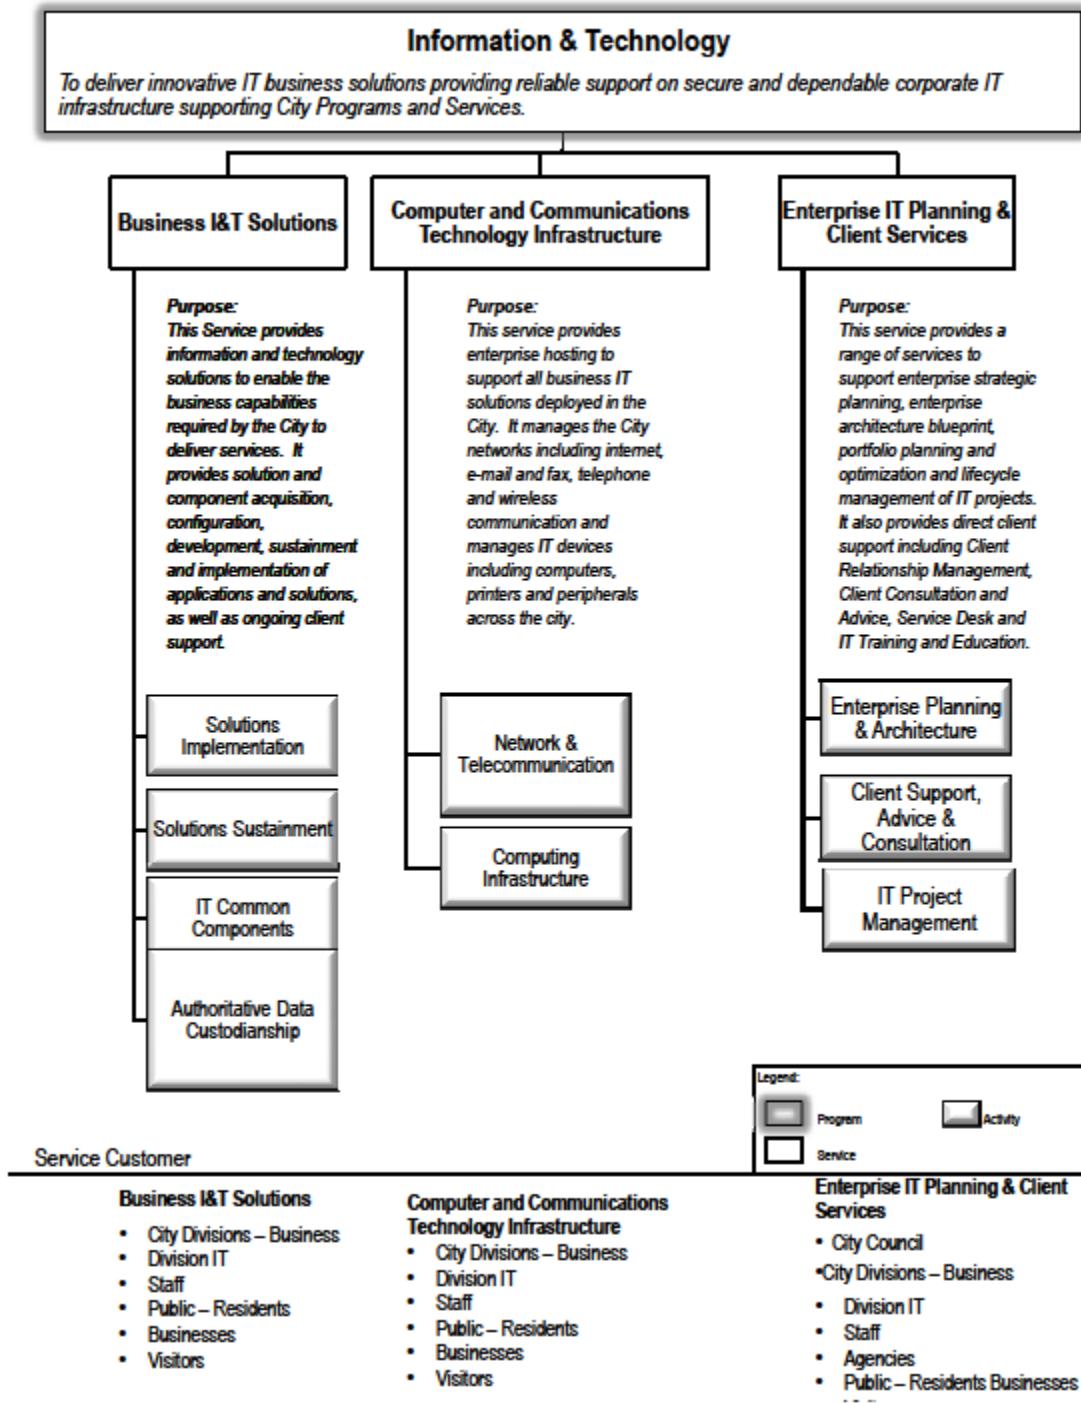 Information & Technology
To deliver innovative IT business solutions providing reliable support on secure and dependable corporate IT
infrastructure supporting City Programs and Services.
Business I&T Solutions
Computer and Communications
Technology Infrastructure
Enterprise IT Planning &
Client Services
Purpose:
This Service provides
information and technology
solutions to enable the
business capabilities
required by the City to
deliver services. It
provides solution and
component acquisition,
configuration,
development, sustainment
and implementation of
applications and solutions,
as well as ongoing client
support.
Purpose:
This service provides
enterprise hosting to
support all business IT
solutions deployed in the
City. It manages the City
networks including internet,
e-mail and fax, telephone
and wireless
communication and
manages IT devices
including computers,
printers and peripherals
across the city.
Purpose:
This service provides a
range of services to
support enterprise strategic
planning, enterprise
architecture blueprint,
portfolio planning and
optimization and lifecycle
management of IT projects.
It also provides direct client
support including Client
Relationship Management,
Client Consultation and
Advice, Service Desk and
IT Training and Education.
Solutions
Implementation
Solutions Sustainment
IT Common
Components
Authoritative Data
Custodianship
Network &
Telecommunication
Computing
Infrastructure
Enterprise Planning
& Architecture
Client Support,
Advice &
Consultation
IT Project
Management
Legend:
Program
Activity
Service
Service Customer
Business I&T Solutions
• City Divisions – Business
• Division IT
• Staff
• Public – Residents
• Businesses
• Visitors
Computer and Communications
Technology Infrastructure
• City Divisions – Business
• Division IT
• Staff
• Public – Residents
• Businesses
• Visitors
Enterprise IT Planning & Client
Services
• City Council
•City Divisions – Business
• Division IT
• Staff
• Agencies
• Public – Residents Businesses